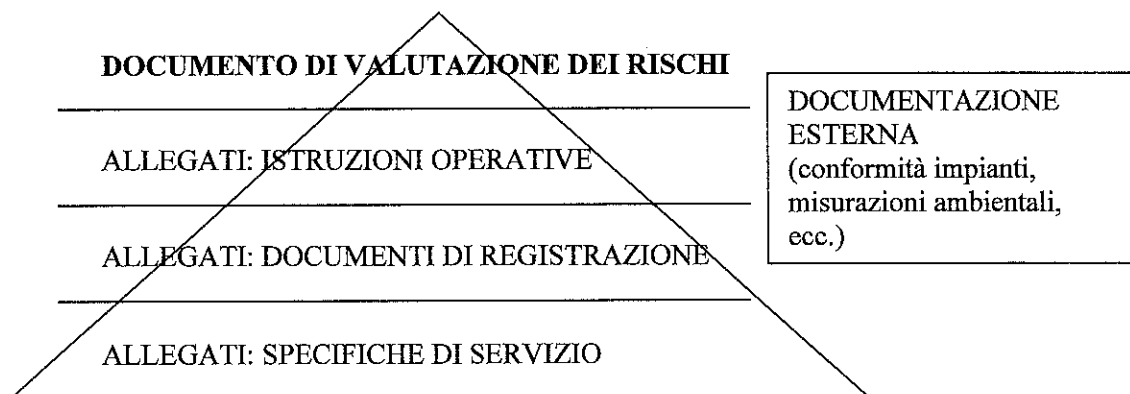 DOCUMENTO DI VALUTAZIONE DEI RISCHI
ALLEGATI: ISTRUZIONI OPERATIVE
ALLEGATI: DOCUMENTI DI REGISTRAZIONE
ALLEGATI: SPECIFICHE DI SERVIZIO
DOCUMENTAZIONE
ESTERNA
(conformità impianti,
misurazioni ambientali,
ecc.)